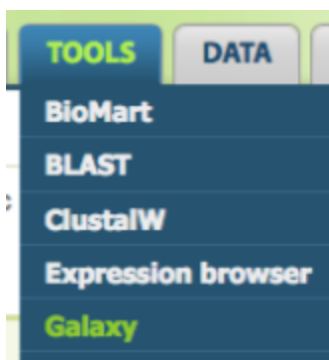 TOOLS DATA
BioMart
BLAST
ClustalW
Expression browser
Galaxy